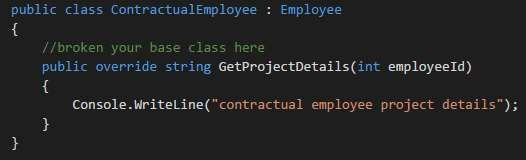 public class ContractualEmployee : Employee
{
//broken your base class here
public override string GetProjectDetails(int employeeId)
{
Console.WriteLine("contractual employee project details");
}
}